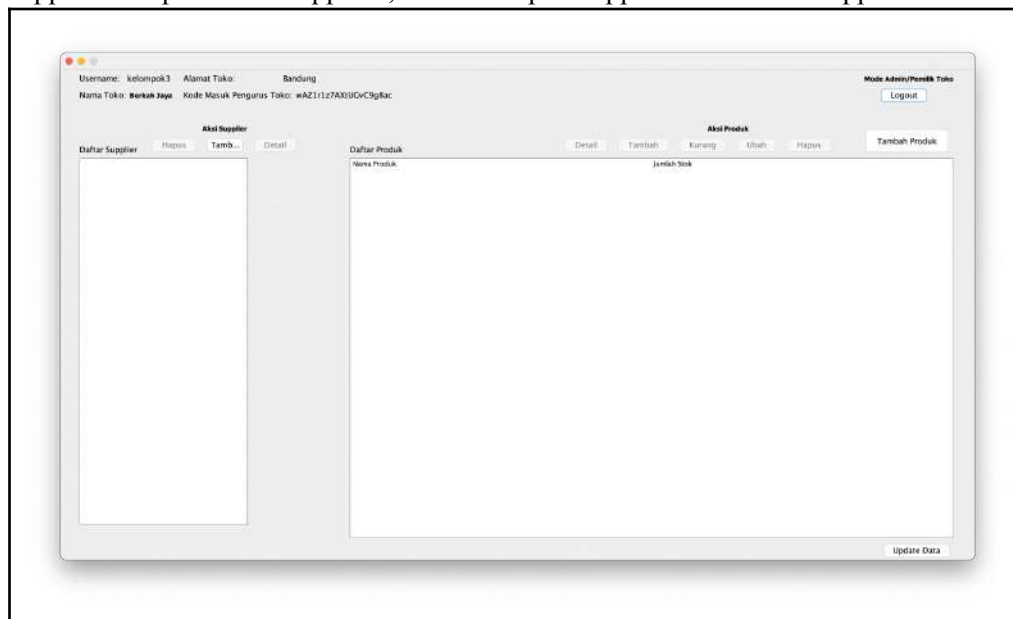 Username: kelompok3 Alamat Toko: Bandung Mode Admin/Pemilik Toko
Nama Toko: Berkah Jaya Kode Masuk Pengurus Toko: Logout
Aksi Supplier Aksi Produk
Daftar Supplier Hapus Tamb... Detail Daftar Produk Detail Tambah Kurang Ubah Hapus Tambah Produk
Nama Produk Jumlah Stok
Update Data